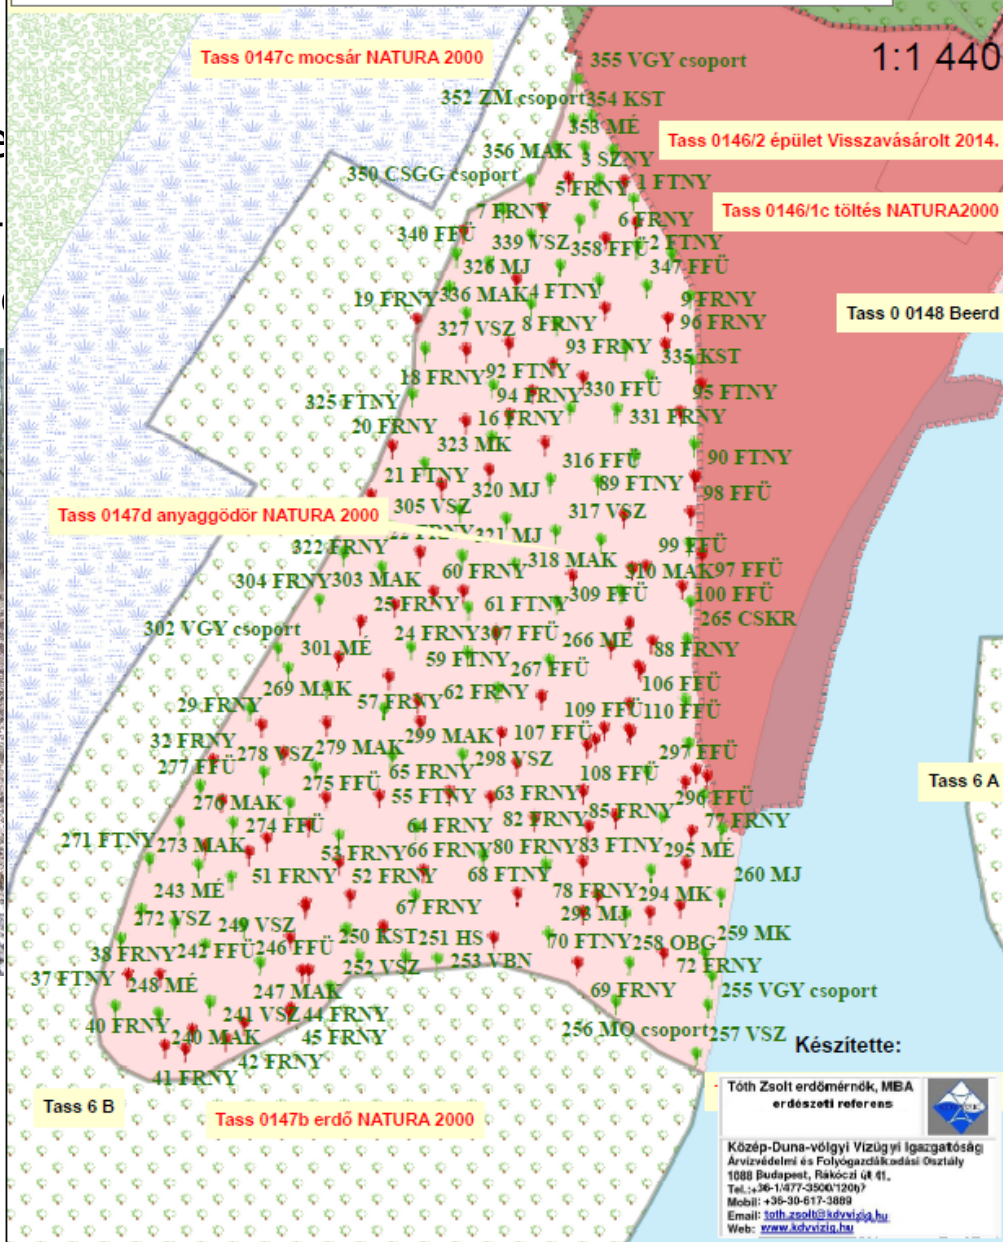 Tass 0147c mocsár NATURA 2000
355 VGY csoport
1:1 440
352 ZM csoport
354 KST
353 MÉ
Tass 0146/2 épület Visszavásárolt 2014.
356 MAK
3 SZNY
350 CSGG csoport
5 FRNY
1 FTNY
Tass 0146/1c töltés NATURA2000
7 FRNY
6 FRNY
340 FFÜ
339 VSZ
358 FFÜ
2 FTNY
326 MJ
347 FFÜ
19 FRNY
336 MAK
4 FTNY
9 FRNY
Tass 0 0148 Beerd
327 VSZ
8 FRNY
96 FRNY
93 FRNY
335 KST
18 FRNY
92 FTNY
330 FFÜ
95 FTNY
325 FTNY
94 FRNY
20 FRNY
16 FRNY
331 FRNY
323 MK
90 FTNY
316 FFÜ
21 FTNY
320 MJ
89 FTNY
98 FFÜ
305 VSZ
317 VSZ
Tass 0147d anyaggödör NATURA 2000
321 MJ
322 FRNY
318 MAK
99 FFÜ
304 FRNY
303 MAK
60 FRNY
310 MAK
97 FFÜ
309 FFÜ
100 FFÜ
25 FRNY
61 FTNY
265 CSKR
302 VGY csoport
24 FRNY
307 FFÜ
266 MÉ
301 MÉ
88 FRNY
59 FTNY
267 FFÜ
269 MAK
106 FFÜ
62 FRNY
29 FRNY
57 FRNY
109 FFÜ
110 FFÜ
32 FRNY
299 MAK
107 FFÜ
278 VSZ
279 MAK
298 VSZ
297 FFÜ
277 FFÜ
65 FRNY
108 FFÜ
Tass 6 A
275 FFÜ
55 FTNY
63 FRNY
296 FFÜ
276 MAK
85 FRNY
82 FRNY
77 FRNY
274 FFÜ
64 FRNY
271 FTNY
273 MAK
80 FRNY
83 FTNY
295 MÉ
53 FRNY
66 FRNY
51 FRNY
52 FRNY
68 FTNY
260 MJ
243 MÉ
78 FRNY
294 MK
67 FRNY
272 VSZ
293 MJ
249 VSZ
250 KST
251 HS
70 FTNY
258 OBG
259 MK
38 FRNY
242 FFÜ
246 FFÜ
252 VSZ
253 VBN
72 FRNY
37 FTNY
248 MÉ
247 MAK
69 FRNY
255 VGY csoport
241 VSZ
44 FRNY
40 FRNY
240 MAK
45 FRNY
256 MO csoport
257 VSZ
42 FRNY
Készítette:
41 FRNY
Tass 6 B
Tass 0147b erdő NATURA 2000
Tóth Zsolt erdőmérnök, MBA
erdészeti referens
Közép-Duna-völgyi Vízügyi Igazgatóság
Árvízvédelmi és Folyógazdálkodási Osztály
1088 Budapest, Rákóczi út 41.
Tel.:+36-1/477-3500/12067
Mobil: +36-30-617-3889
Email: toth.zsolt@kdvvizig.hu
Web: www.kdvvizig.hu